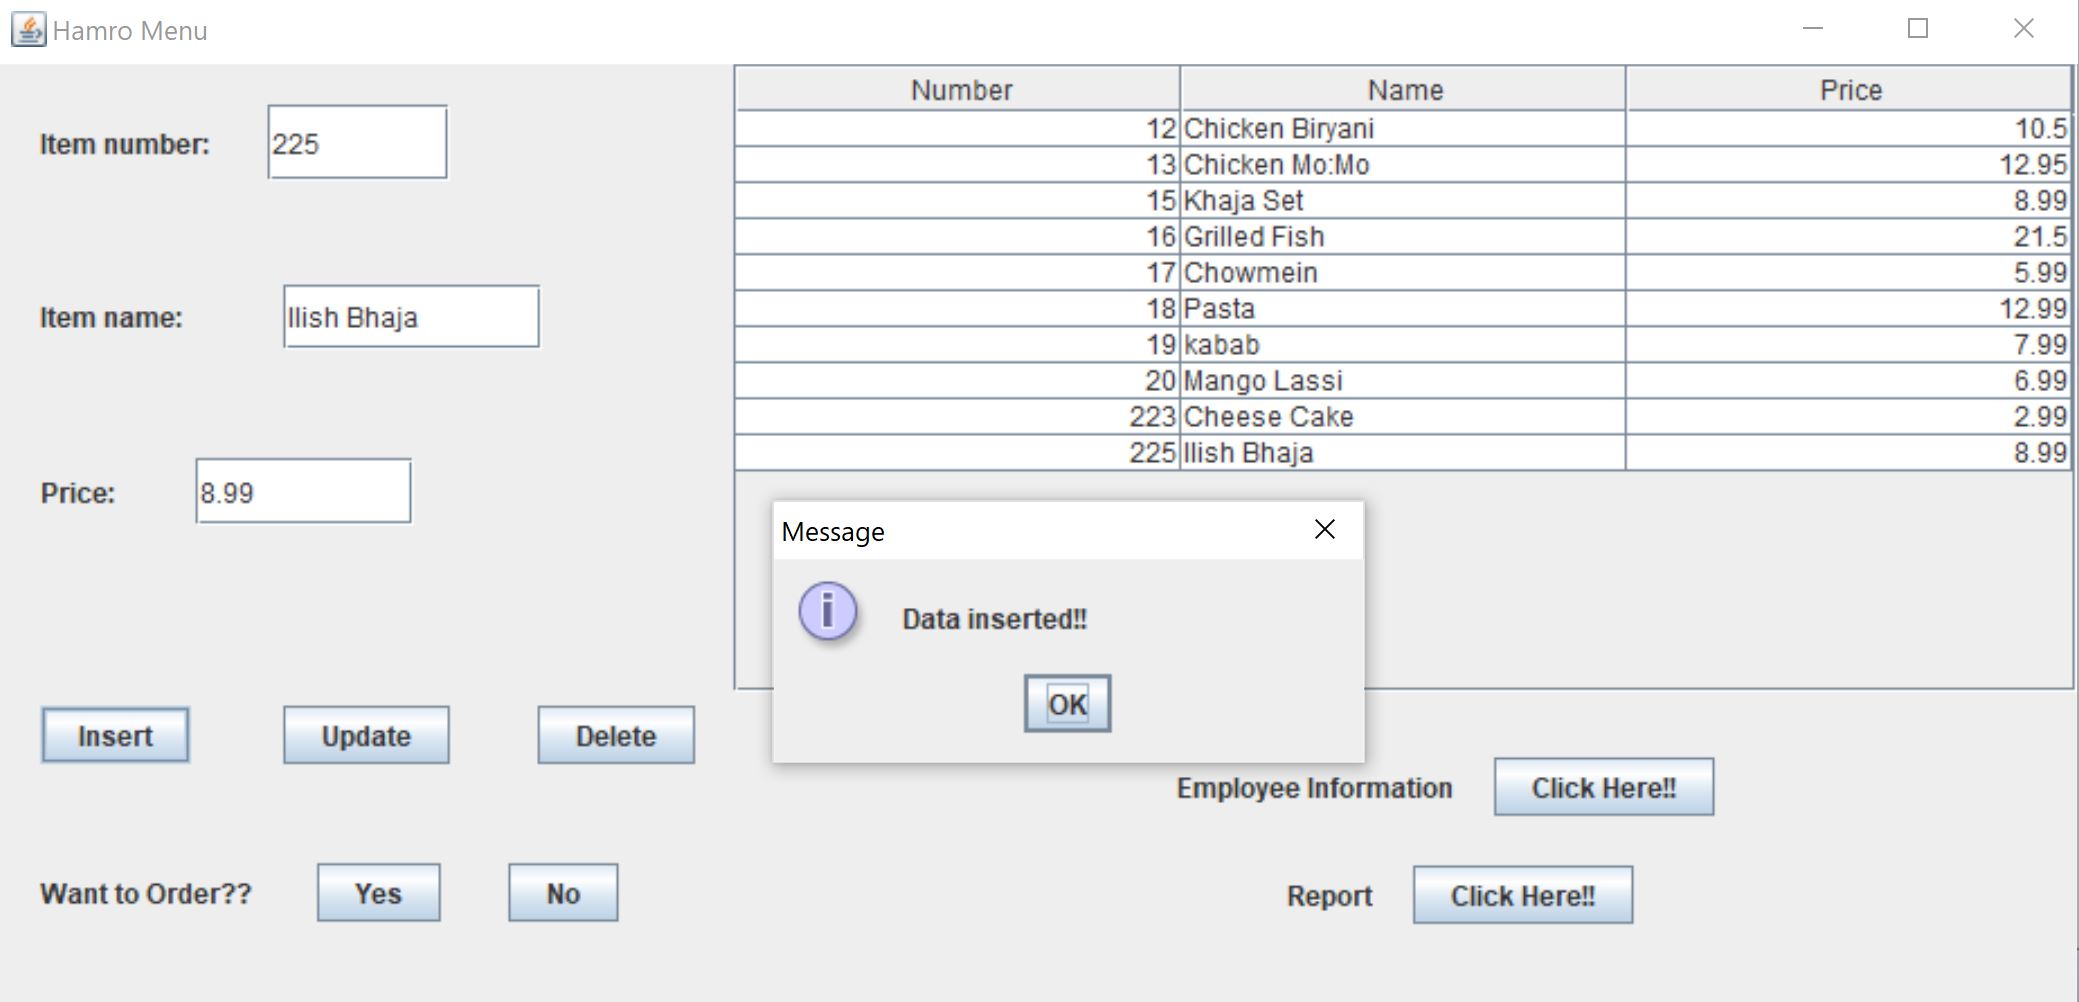 Hamro Menu
Number Name Price
Item number: 225
12 Chicken Biryani 10.5
13 Chicken Mo:Mo 12.95
15 Khaja Set 8.99
16 Grilled Fish 21.5
17 Chowmein 5.99
18 Pasta 12.99
19 kabab 7.99
20 Mango Lassi 6.99
223 Cheese Cake 2.99
225 Ilish Bhaja 8.99
Item name: Ilish Bhaja
Price: 8.99
Message
Data inserted!!
OK
Insert Update Delete
Employee Information Click Here!!
Want to Order?? Yes No
Report Click Here!!